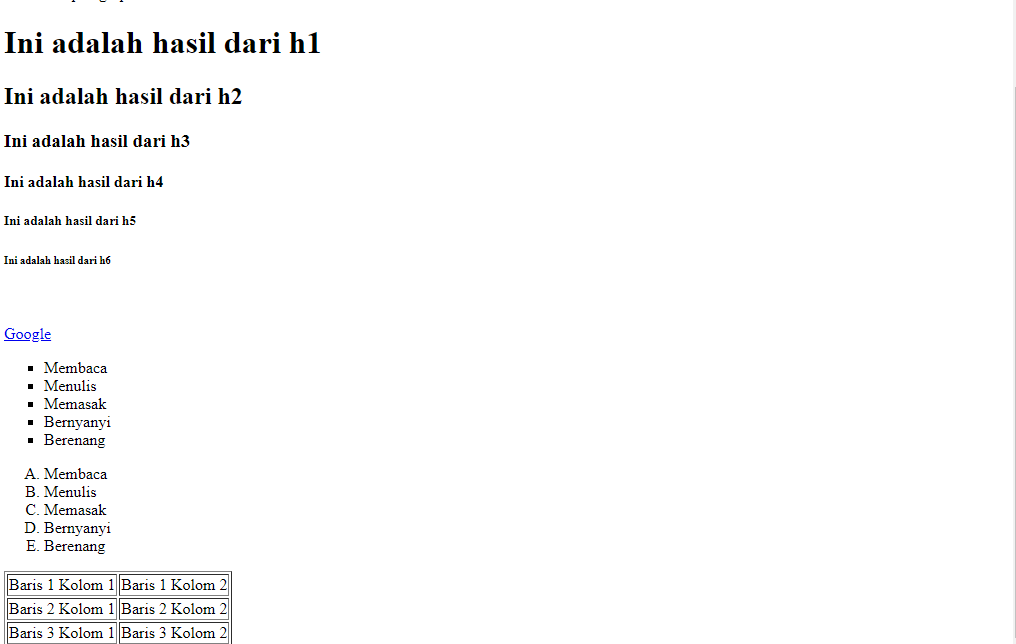 Ini adalah hasil dari h1
Ini adalah hasil dari h2
Ini adalah hasil dari h3
Ini adalah hasil dari h4
Ini adalah hasil dari h5
Ini adalah hasil dari h6
Google
Membaca
Menulis
Memasak
Bernyanyi
Berenang
A. Membaca
B. Menulis
C. Memasak
D. Bernyanyi
E. Berenang
Baris 1 Kolom 1 Baris 1 Kolom 2
Baris 2 Kolom 1 Baris 2 Kolom 2
Baris 3 Kolom 1 Baris 3 Kolom 2